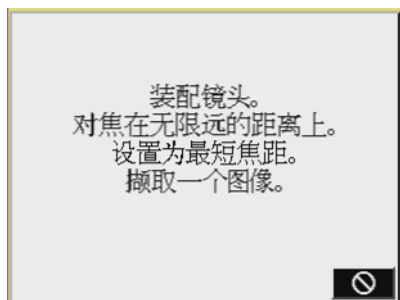 装配镜头。
对焦在无限远的距离上。
设置为最短焦距。
撷取一个图像。